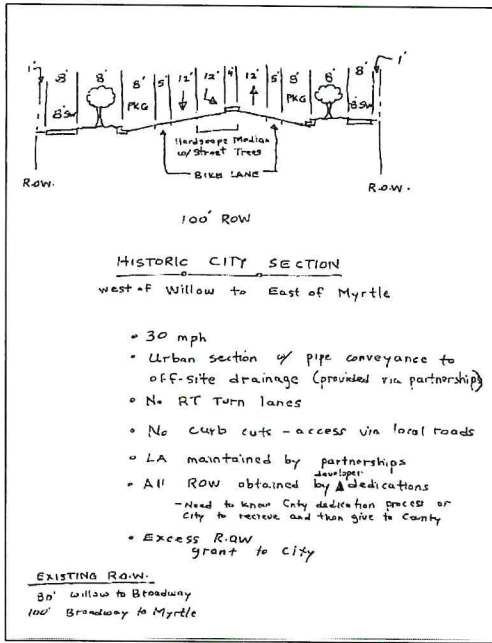 1' 8' 8' 8' 5' 12' 12' 4' 12' 5' 8' 8' 8' 1'
PKG PKG
8'SW 8'SW
Hardscape Median
w/Street Trees
BIKE LANE
R.O.W. R.O.W.
100' ROW
HISTORIC CITY SECTION
west of Willow to East of Myrtle
• 30 mph
• Urban section w/ pipe conveyance to
off-site drainage (provided via partnerships)
• No RT Turn lanes
• No curb cuts - access via local roads
• LA maintained by partnerships
developer
• All ROW obtained by dedications
- Need to know Cnty dedication process or
City to recieve and then give to County
• Excess R.O.W
grant to City
EXISTING R.O.W.
80' Willow to Broadway
100' Broadway to Myrtle